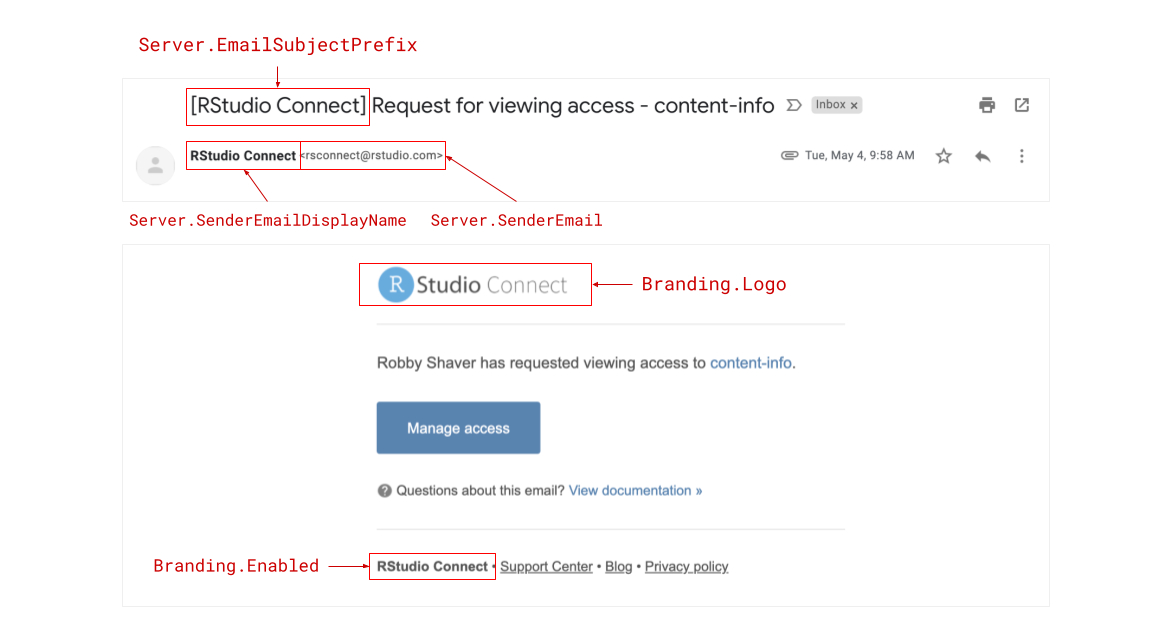 Server.EmailSubjectPrefix
[RStudio Connect] Request for viewing access - content-info Inbox x
RStudio Connect <rsconnect@rstudio.com> Tue, May 4, 9:58 AM
Server.SenderEmailDisplayName Server.SenderEmail
R Studio Connect Branding.Logo
Robby Shaver has requested viewing access to content-info.
Manage access
? Questions about this email? View documentation »
Branding.Enabled RStudio Connect • Support Center • Blog • Privacy policy